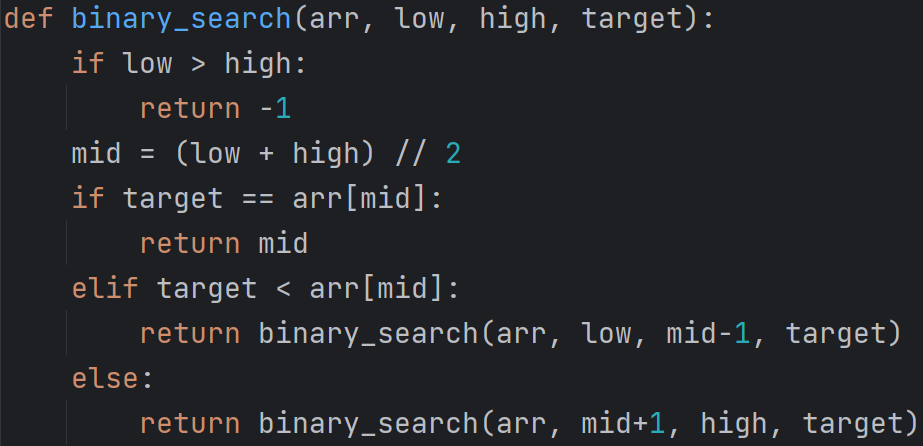 def binary_search(arr, low, high, target):
    if low > high:
        return -1
    mid = (low + high) // 2
    if target == arr[mid]:
        return mid
    elif target < arr[mid]:
        return binary_search(arr, low, mid-1, target)
    else:
        return binary_search(arr, mid+1, high, target)